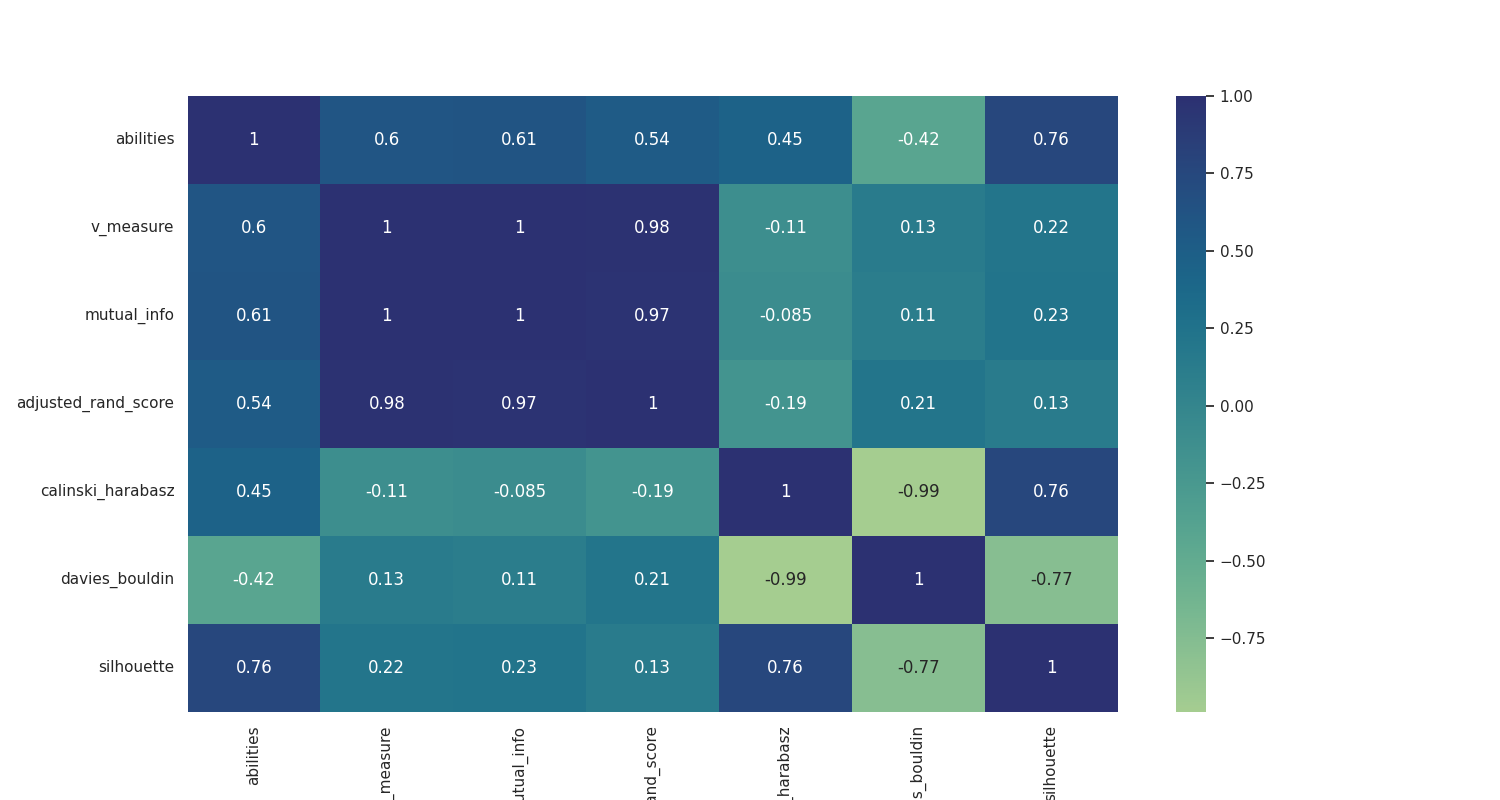 abilities 1 0.6 0.61 0.54 0.45 -0.42 0.76
v_measure 0.6 1 1 0.98 -0.11 0.13 0.22
mutual_info 0.61 1 1 0.97 -0.085 0.11 0.23
adjusted_rand_score 0.54 0.98 0.97 1 -0.19 0.21 0.13
calinski_harabasz 0.45 -0.11 -0.085 -0.19 1 -0.99 0.76
davies_bouldin -0.42 0.13 0.11 0.21 -0.99 1 -0.77
silhouette 0.76 0.22 0.23 0.13 0.76 -0.77 1
abilities
_measure
utual_info
and_score
_harabasz
s_bouldin
silhouette
1.00
0.75
0.50
0.25
0.00
−0.25
−0.50
−0.75